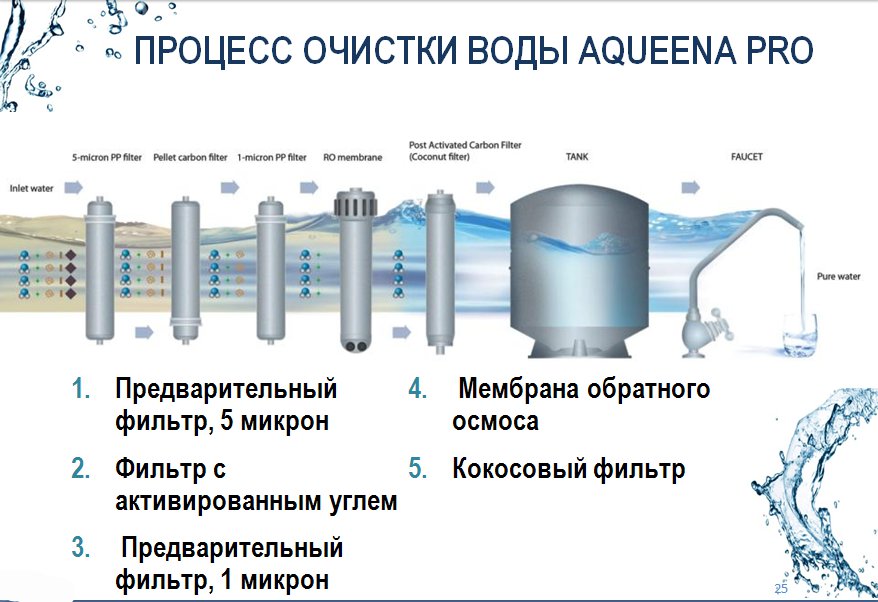 ПРОЦЕСС ОЧИСТКИ ВОДЫ AQUEENA PRO
5-micron PP filter
Pellet carbon filter
1-micron PP filter
RO membrane
Post Activated Carbon Filter
(Coconut filter)
TANK
FAUCET
Inlet water
Pure water
1. Предварительный
фильтр, 5 микрон
2. Фильтр с
активированным углем
3. Предварительный
фильтр, 1 микрон
4. Мембрана обратного
осмоса
5. Кокосовый фильтр
25